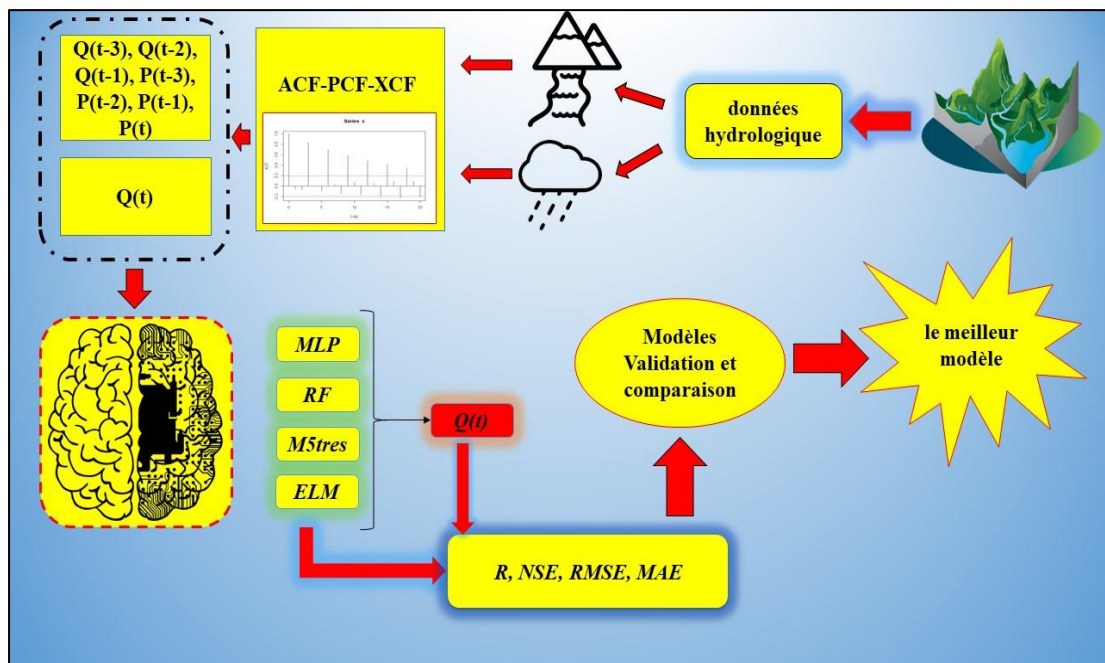 Q(t-3), Q(t-2),
Q(t-1), P(t-3),
P(t-2), P(t-1),
P(t)
Q(t)
ACF-PCF-XCF
Series x
Lag
données
hydrologique
MLP
RF
M5tres
ELM
Q(t)
R, NSE, RMSE, MAE
Modèles
Validation et
comparaison
le meilleur
modèle